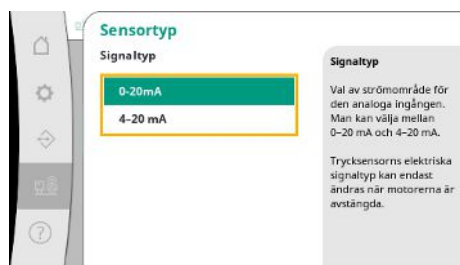 Sensortyp
Signaltyp
0-20mA
4–20 mA
Signaltyp
Val av strömområde för
den analoga ingången.
Man kan välja mellan
0–20 mA och 4–20 mA.
Trycksensorns elektriska
signaltyp kan endast
ändras när motorerna är
avstängda.